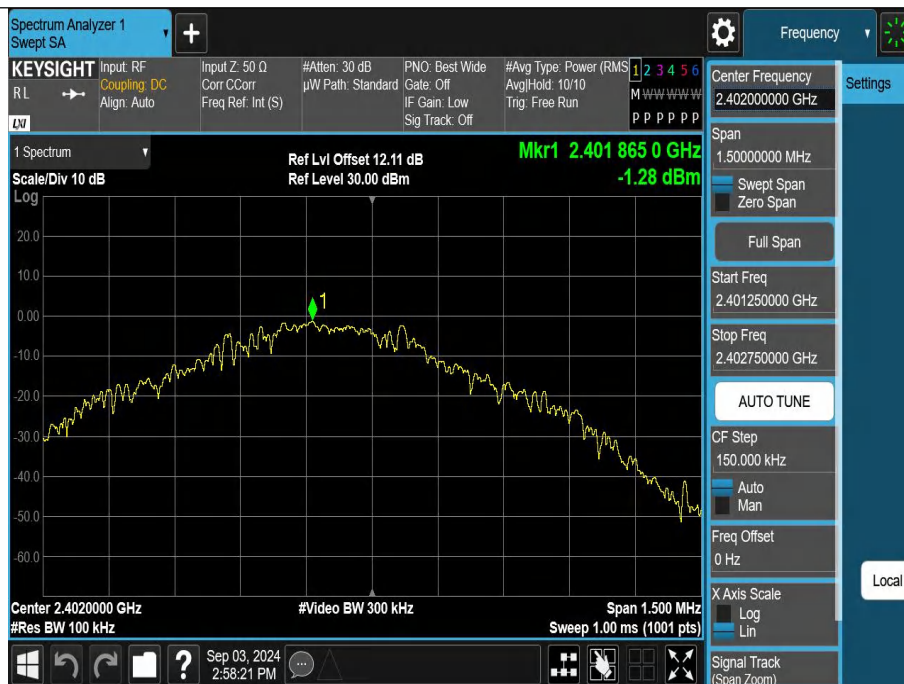 Spectrum Analyzer 1
Swept SA
+
Frequency
KEYSIGHT
RL
LXI
Input: RF
Coupling: DC
Align: Auto
Input Z: 50 Ω
Corr CCorr
Freq Ref: Int (S)
#Atten: 30 dB
µW Path: Standard
PNO: Best Wide
Gate: Off
IF Gain: Low
Sig Track: Off
#Avg Type: Power (RMS
Avg|Hold: 10/10
Trig: Free Run
1 2 3 4 5 6
M W W W W W
P P P P P P
1 Spectrum
Scale/Div 10 dB
Log
Ref Lvl Offset 12.11 dB
Ref Level 30.00 dBm
Mkr1 2.401 865 0 GHz
-1.28 dBm
20.0
10.0
0.00
-10.0
-20.0
-30.0
-40.0
-50.0
-60.0
1
Center 2.4020000 GHz
#Res BW 100 kHz
#Video BW 300 kHz
Span 1.500 MHz
Sweep 1.00 ms (1001 pts)
Center Frequency
2.402000000 GHz
Span
1.50000000 MHz
Swept Span
Zero Span
Full Span
Start Freq
2.401250000 GHz
Stop Freq
2.402750000 GHz
AUTO TUNE
CF Step
150.000 kHz
Auto
Man
Freq Offset
0 Hz
X Axis Scale
Log
Lin
Signal Track
(Span Zoom)
Settings
Local
?
Sep 03, 2024
2:58:21 PM